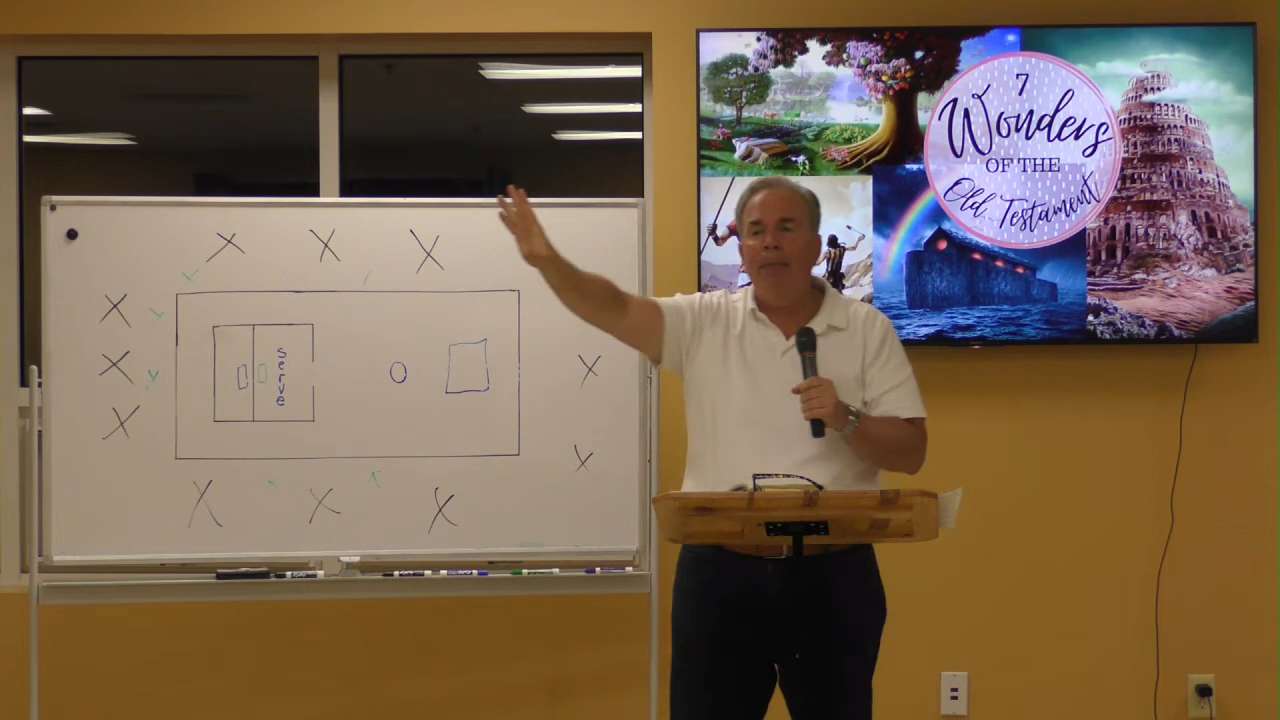 7
Wonders
OF THE
Old Testament
X X X
X
X
X
Serve
X
X
X X X